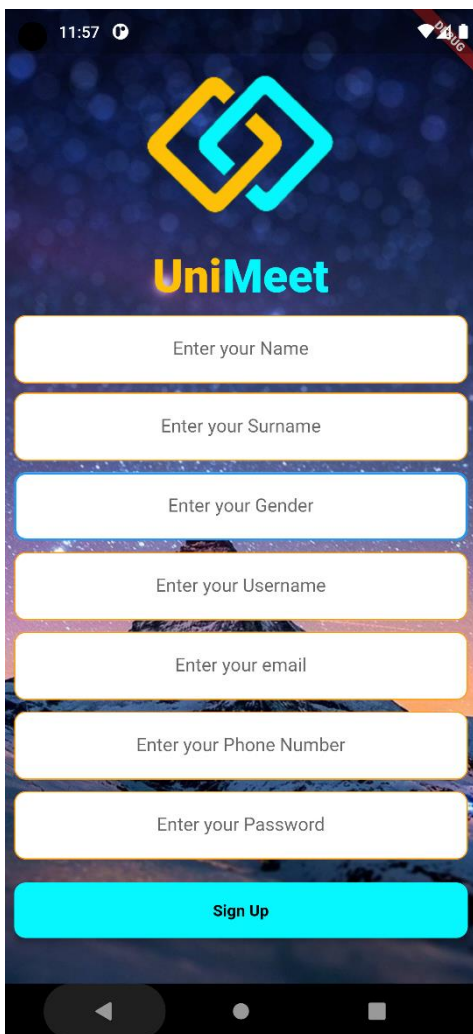 11:57
DEBUG
UniMeet
Enter your Name
Enter your Surname
Enter your Gender
Enter your Username
Enter your email
Enter your Phone Number
Enter your Password
Sign Up